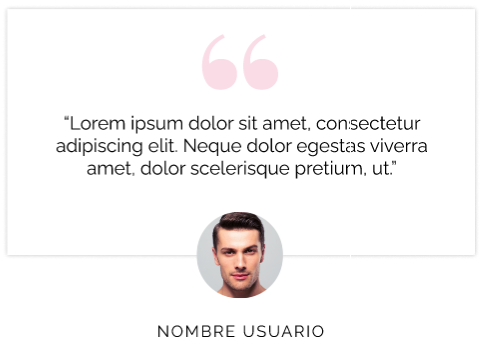 “Lorem ipsum dolor sit amet, consectetur
adipiscing elit. Neque dolor egestas viverra
amet, dolor scelerisque pretium, ut.”
NOMBRE USUARIO